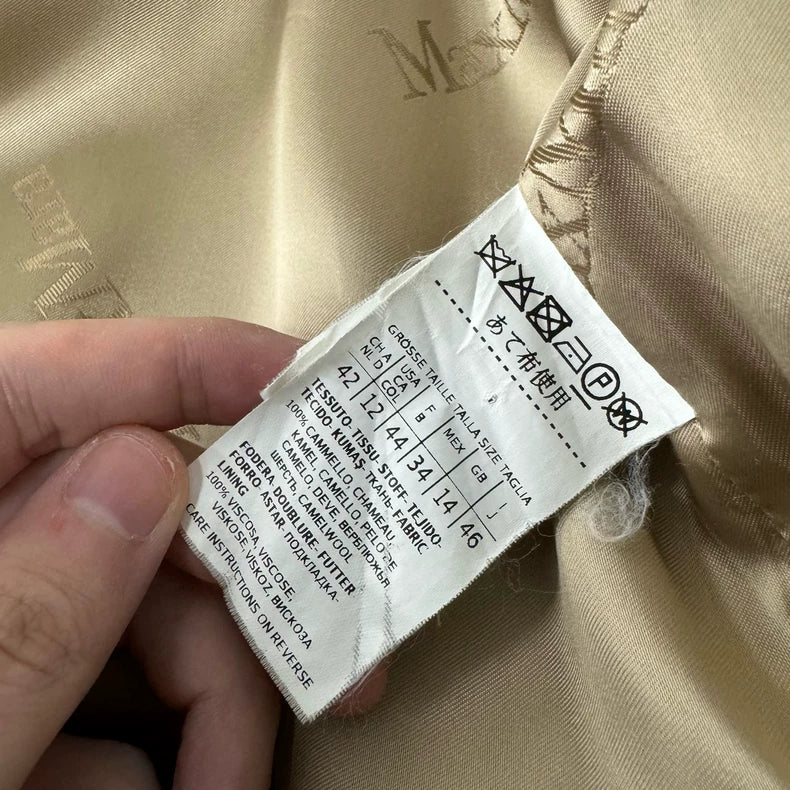 Max
Max
あて布使用
GRÖSSE TAILLE TALLA SIZE TAGLIA
CH A NL D | USA CA | F B | MEX | GB | J
COL
42 | 12 | 44 | 34 | 14 | 46
TESSUTO- TISSU- STOFF- TEJIDO-
TECIDO- KUMAŞ- ТКАНЬ- FABRIC
100% CAMMELLO, CHAMEAU,
KAMEL, CAMELLO, PELO DE
CAMELO, DEVE, ВЕРБЛЮЖЬЯ
ШЕРСТЬ, CAMELWOOL
FODERA- DOUBLURE- FUTTER-
FORRO- ASTAR- ПОДКЛАДКА-
LINING
100% VISCOSA, VISCOSE,
VISKOSE, VISKOZ, ВИСКОЗА
CARE INSTRUCTIONS ON REVERSE